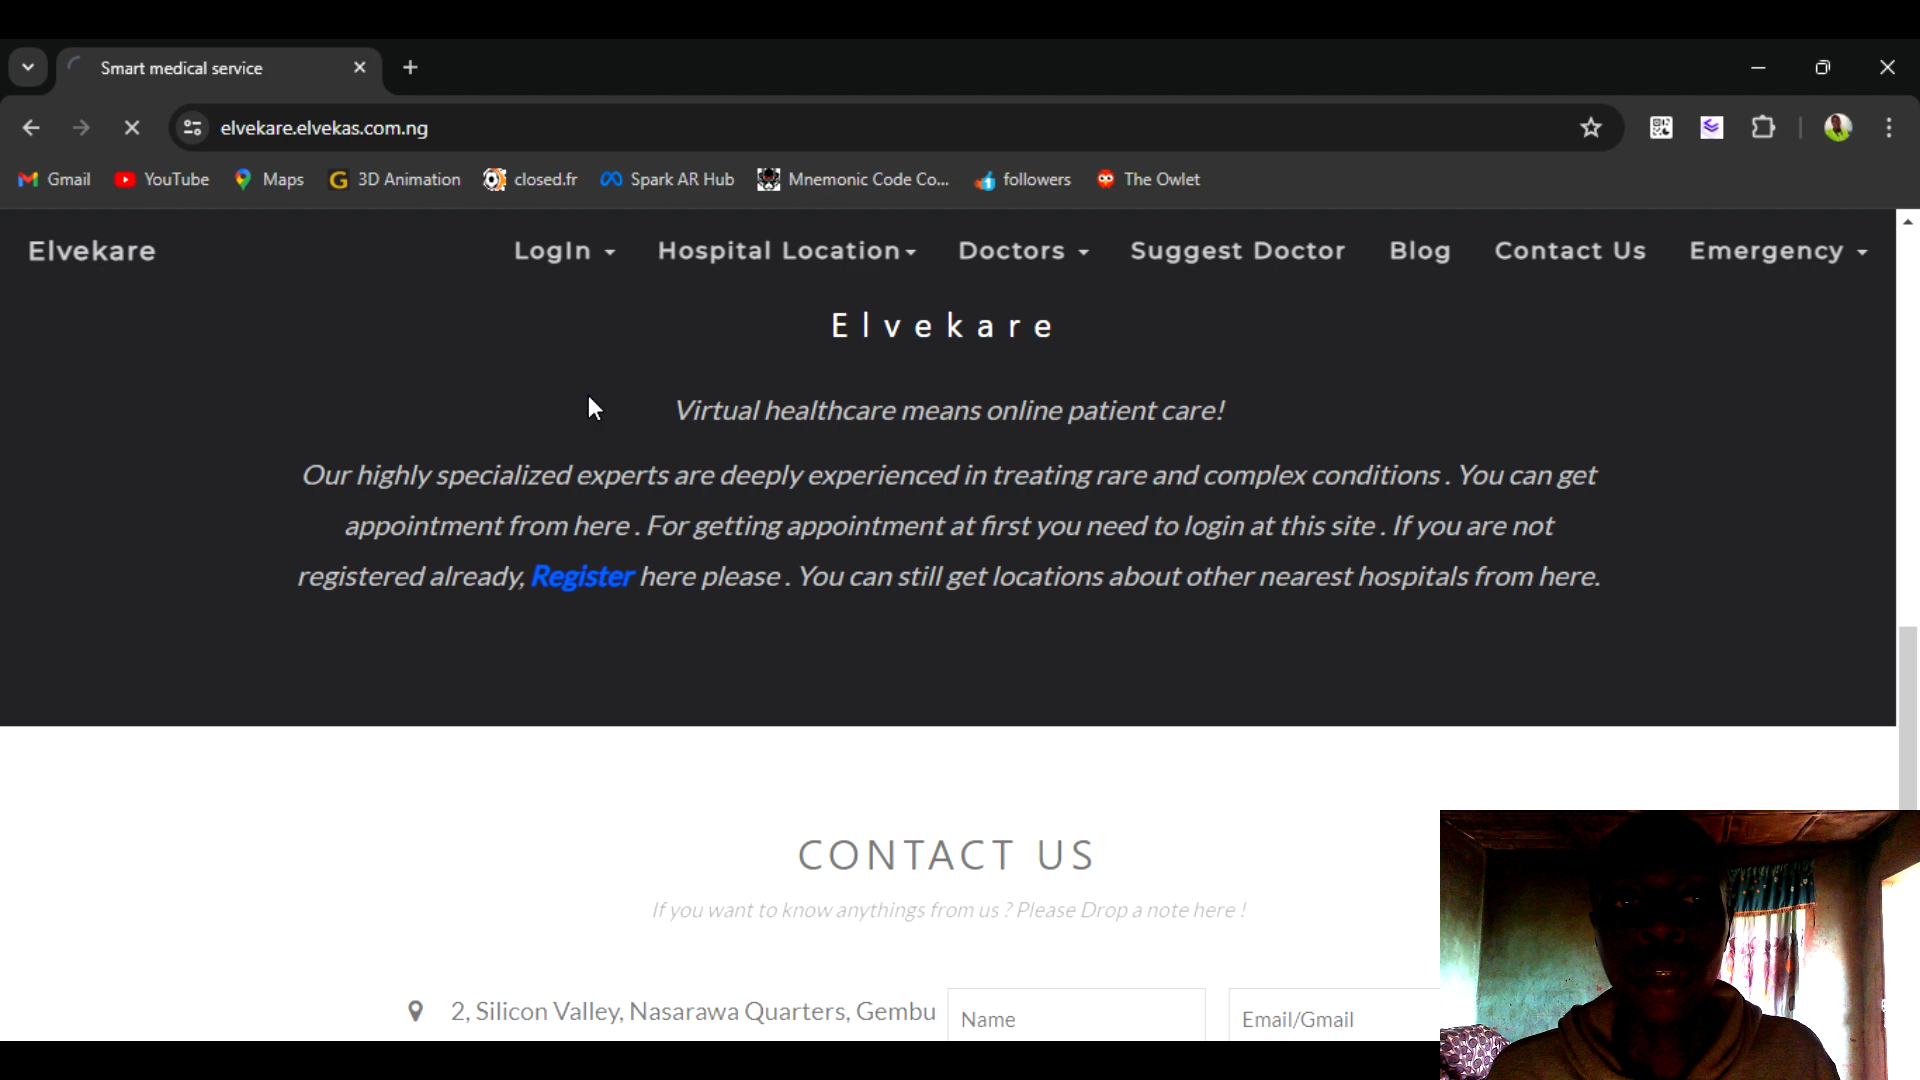 Smart medical service
elvekare.elvekas.com.ng
Gmail YouTube Maps 3D Animation closed.fr Spark AR Hub Mnemonic Code Co... followers The Owlet
Elvekare LogIn Hospital Location Doctors Suggest Doctor Blog Contact Us Emergency
Elvekare
Virtual healthcare means online patient care!
Our highly specialized experts are deeply experienced in treating rare and complex conditions . You can get
appointment from here . For getting appointment at first you need to login at this site . If you are not
registered already, Register here please . You can still get locations about other nearest hospitals from here.
CONTACT US
If you want to know anythings from us ? Please Drop a note here !
2, Silicon Valley, Nasarawa Quarters, Gembu Name Email/Gmail